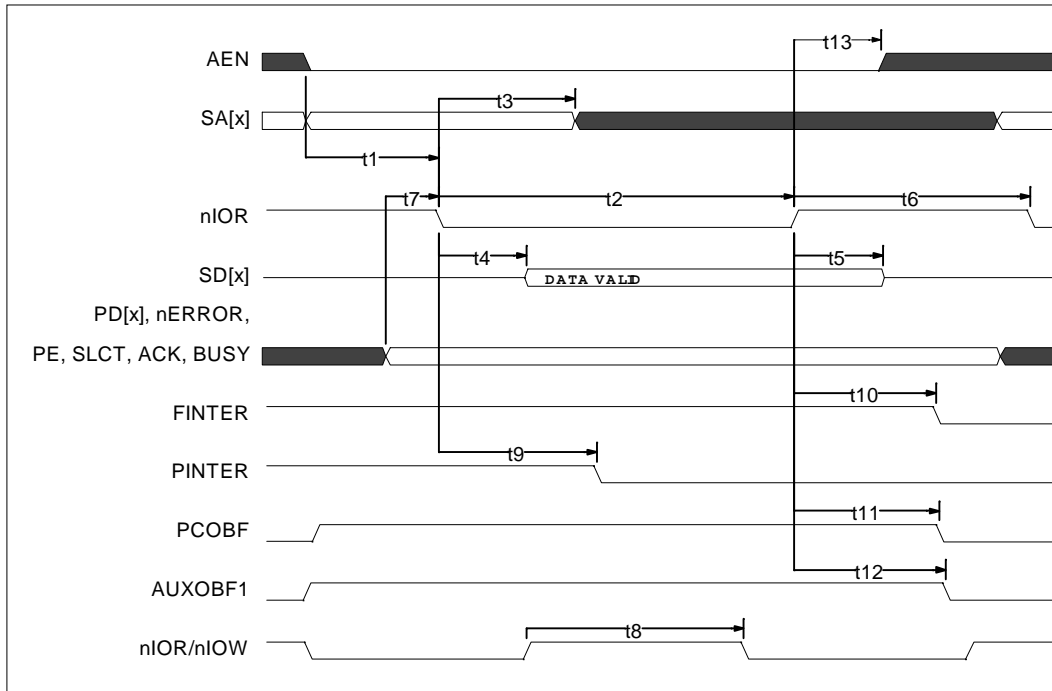 AEN
t13
t3
SA[x]
t1
t7
t2
t6
nIOR
t4
t5
SD[x]
DATA VALID
PD[x], nERROR,
PE, SLCT, ACK, BUSY
t10
FINTER
t9
PINTER
t11
PCOBF
t12
AUXOBF1
t8
nIOR/nIOW